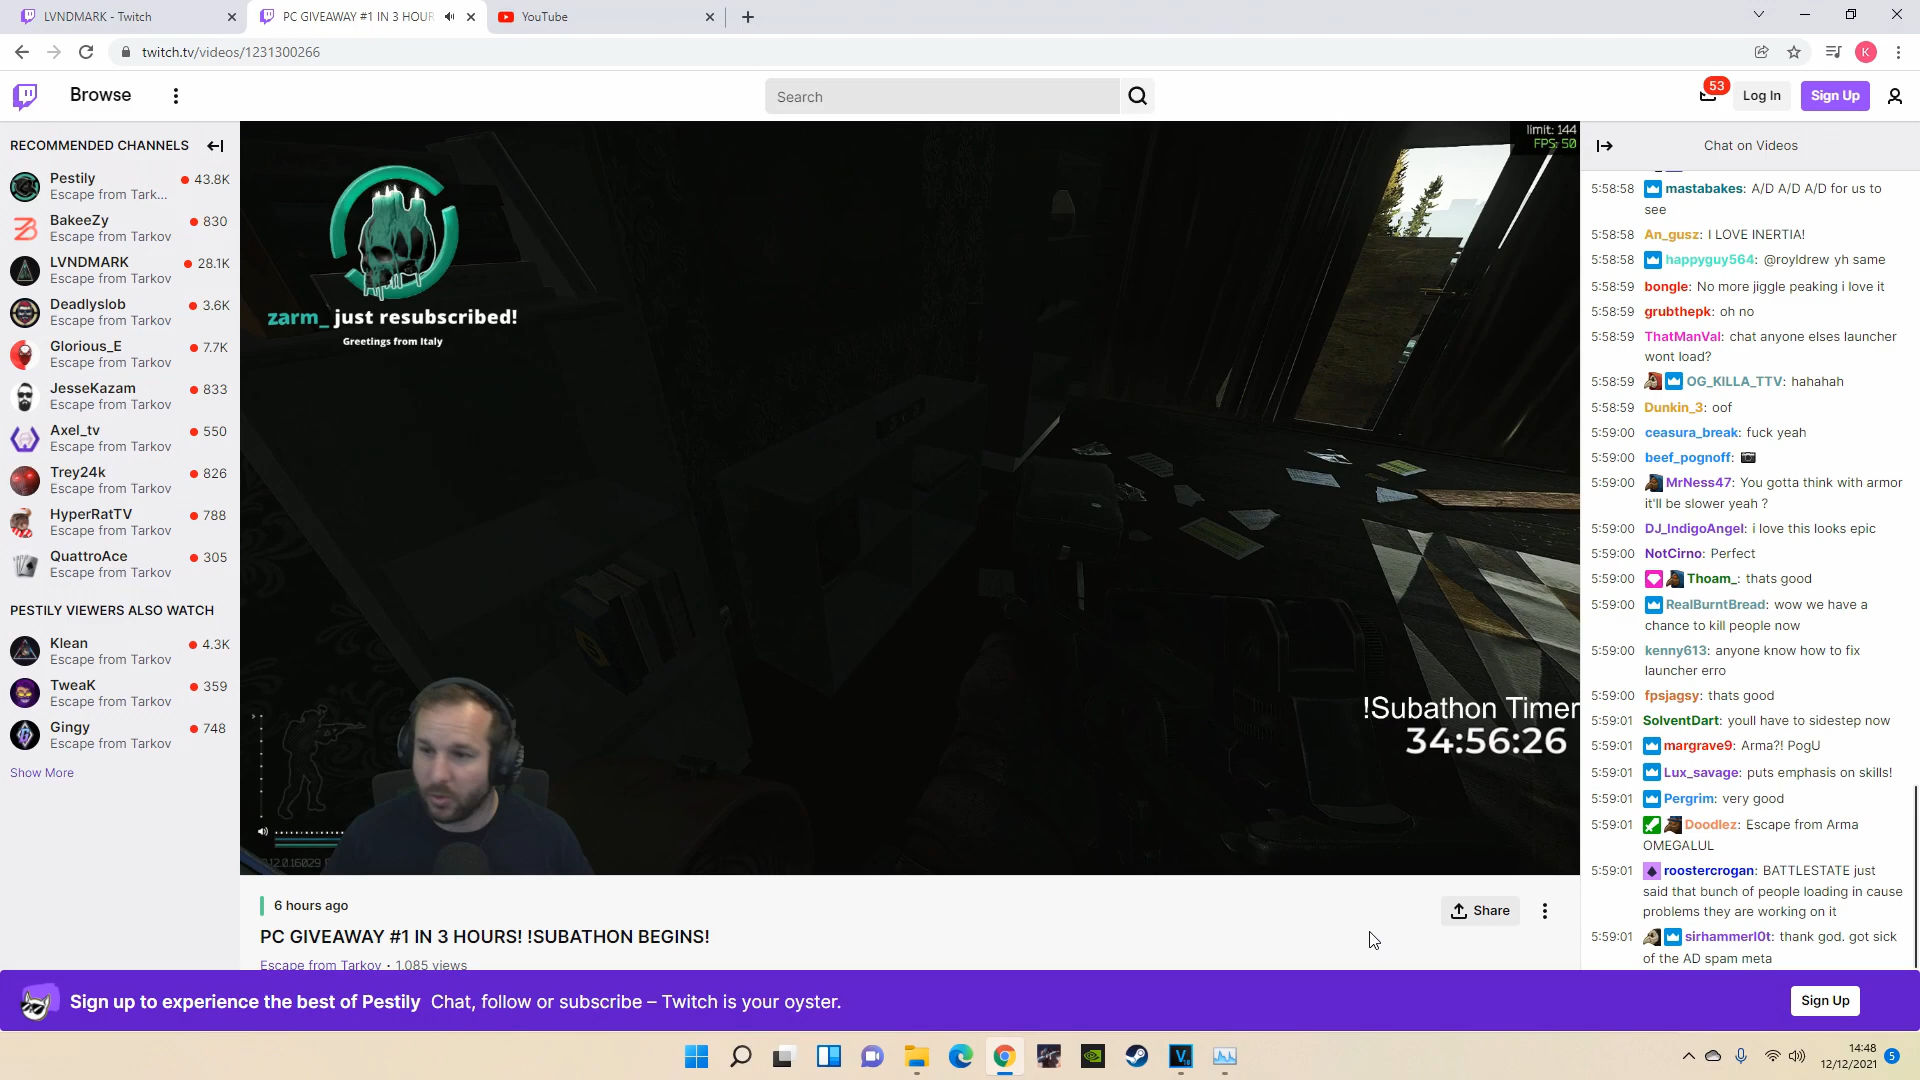 LVNDMARK - Twitch
PC GIVEAWAY #1 IN 3 HOUR
YouTube
twitch.tv/videos/1231300266
K
Browse
Search
53
Log In
Sign Up
RECOMMENDED CHANNELS
Pestily
43.8K
Escape from Tark...
BakeeZy
830
Escape from Tarkov
LVNDMARK
28.1K
Escape from Tarkov
Deadlyslob
3.6K
Escape from Tarkov
Glorious_E
7.7K
Escape from Tarkov
JesseKazam
833
Escape from Tarkov
Axel_tv
550
Escape from Tarkov
Trey24k
826
Escape from Tarkov
HyperRatTV
788
Escape from Tarkov
QuattroAce
305
Escape from Tarkov
PESTILY VIEWERS ALSO WATCH
Klean
4.3K
Escape from Tarkov
TweaK
359
Escape from Tarkov
Gingy
748
Escape from Tarkov
Show More
limit: 144
FPS: 50
zarm_ just resubscribed!
Greetings from Italy
!Subathon Timer
34:56:26
6 hours ago
Share
PC GIVEAWAY #1 IN 3 HOURS! !SUBATHON BEGINS!
Escape from Tarkov • 1,085 views
Chat on Videos
5:58:58 mastabakes: A/D A/D A/D for us to
see
An_gusz: I LOVE INERTIA!
5:58:58
5:58:58 happyguy564: @royldrew yh same
5:58:59 bongle: No more jiggle peaking i love it
5:58:59 grubthepk: oh no
5:58:59 ThatManVal: chat anyone elses launcher
wont load?
5:58:59 OG_KILLA_TTV: hahahah
5:58:59 Dunkin_3: oof
5:59:00 ceasura_break: fuck yeah
5:59:00 beef_pognoff:
5:59:00 MrNess47: You gotta think with armor
it'll be slower yeah ?
5:59:00 DJ_IndigoAngel: i love this looks epic
5:59:00 NotCirno: Perfect
5:59:00 Thoam_: thats good
5:59:00 RealBurntBread: wow we have a
chance to kill people now
5:59:00 kenny613: anyone know how to fix
launcher erro
5:59:00 fpsjagsy: thats good
5:59:01 SolventDart: youll have to sidestep now
5:59:01 margrave9: Arma?! PogU
5:59:01 Lux_savage: puts emphasis on skills!
5:59:01 Pergrim: very good
5:59:01 Doodlez: Escape from Arma
OMEGALUL
5:59:01 roostercrogan: BATTLESTATE just
said that bunch of people loading in cause
problems they are working on it
5:59:01 sirhammerl0t: thank god. got sick
of the AD spam meta
Sign up to experience the best of Pestily Chat, follow or subscribe – Twitch is your oyster.
Sign Up
14:48
12/12/2021
5